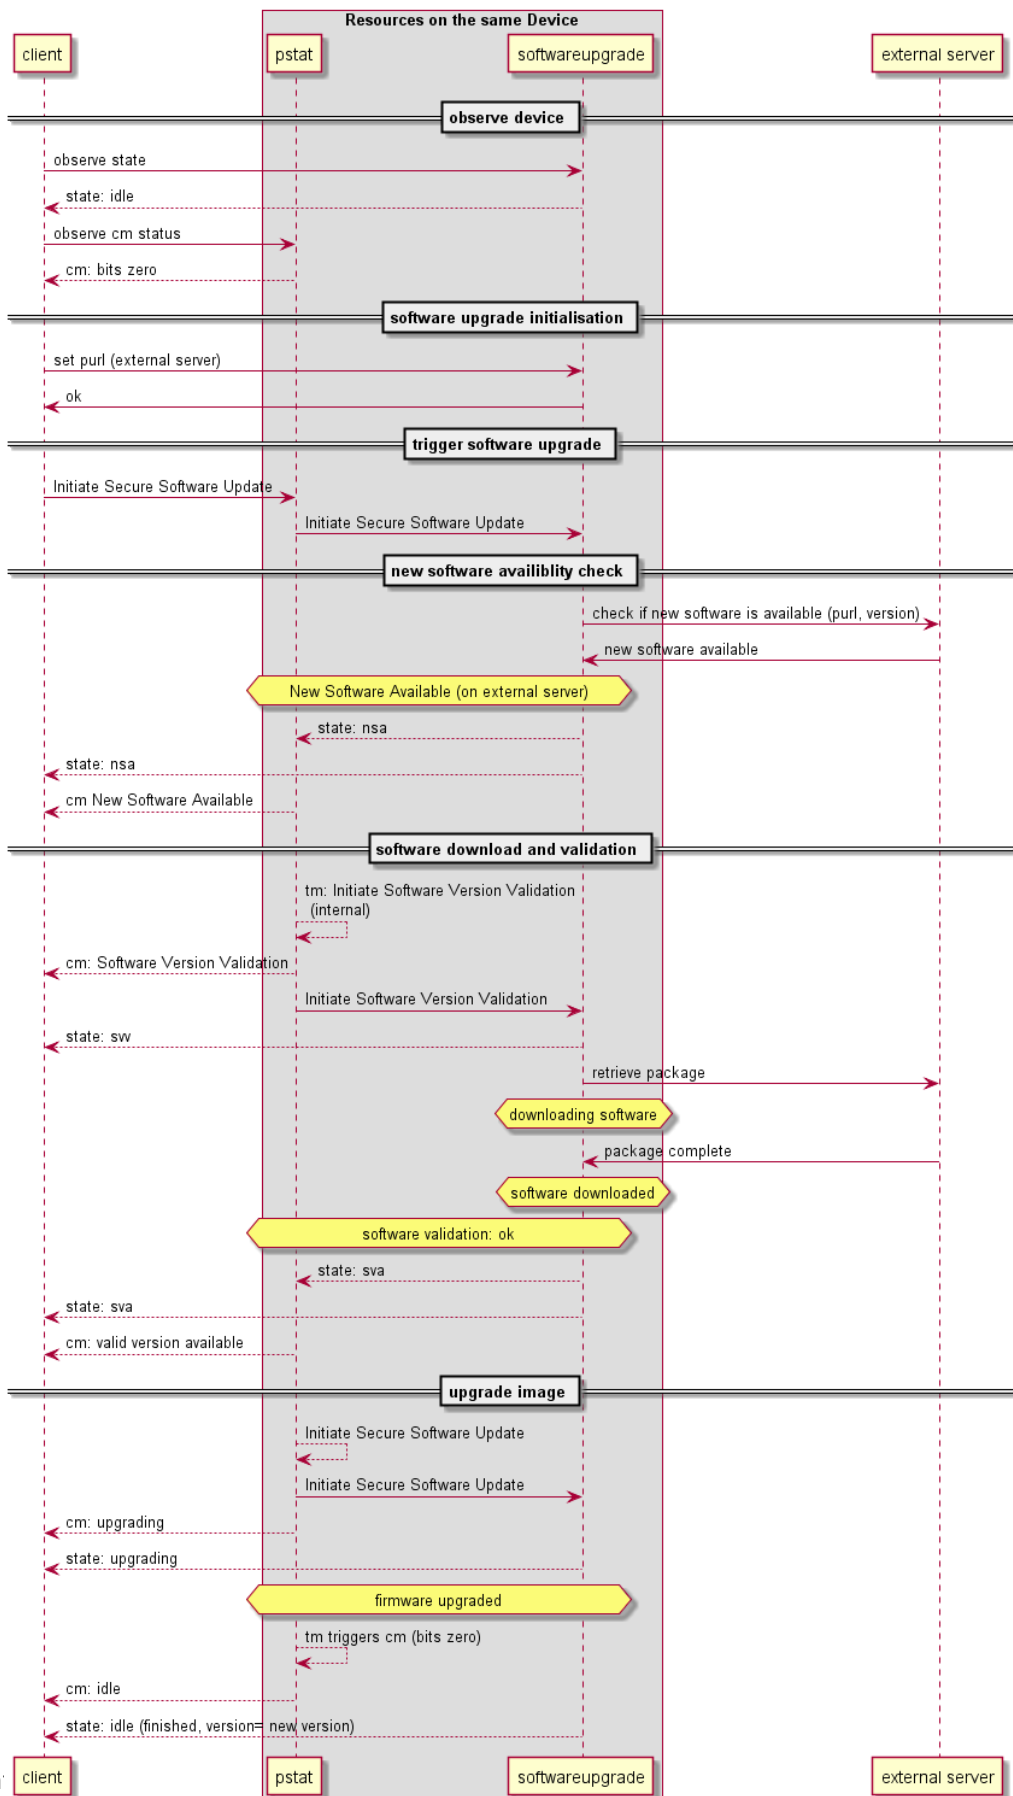 Resources on the same Device
client
pstat
softwareupgrade
external server
observe device
observe state
state: idle
observe cm status
cm: bits zero
software upgrade initialisation
set purl (external server)
ok
trigger software upgrade
Initiate Secure Software Update
Initiate Secure Software Update
new software availiblity check
check if new software is available (purl, version)
new software available
New Software Available (on external server)
state: nsa
state: nsa
cm New Software Available
software download and validation
tm: Initiate Software Version Validation
(internal)
cm: Software Version Validation
Initiate Software Version Validation
state: svv
retrieve package
downloading software
package complete
software downloaded
software validation: ok
state: sva
state: sva
cm: valid version available
upgrade image
Initiate Secure Software Update
Initiate Secure Software Update
cm: upgrading
state: upgrading
firmware upgraded
tm triggers cm (bits zero)
cm: idle
state: idle (finished, version= new version)
client
pstat
softwareupgrade
external server